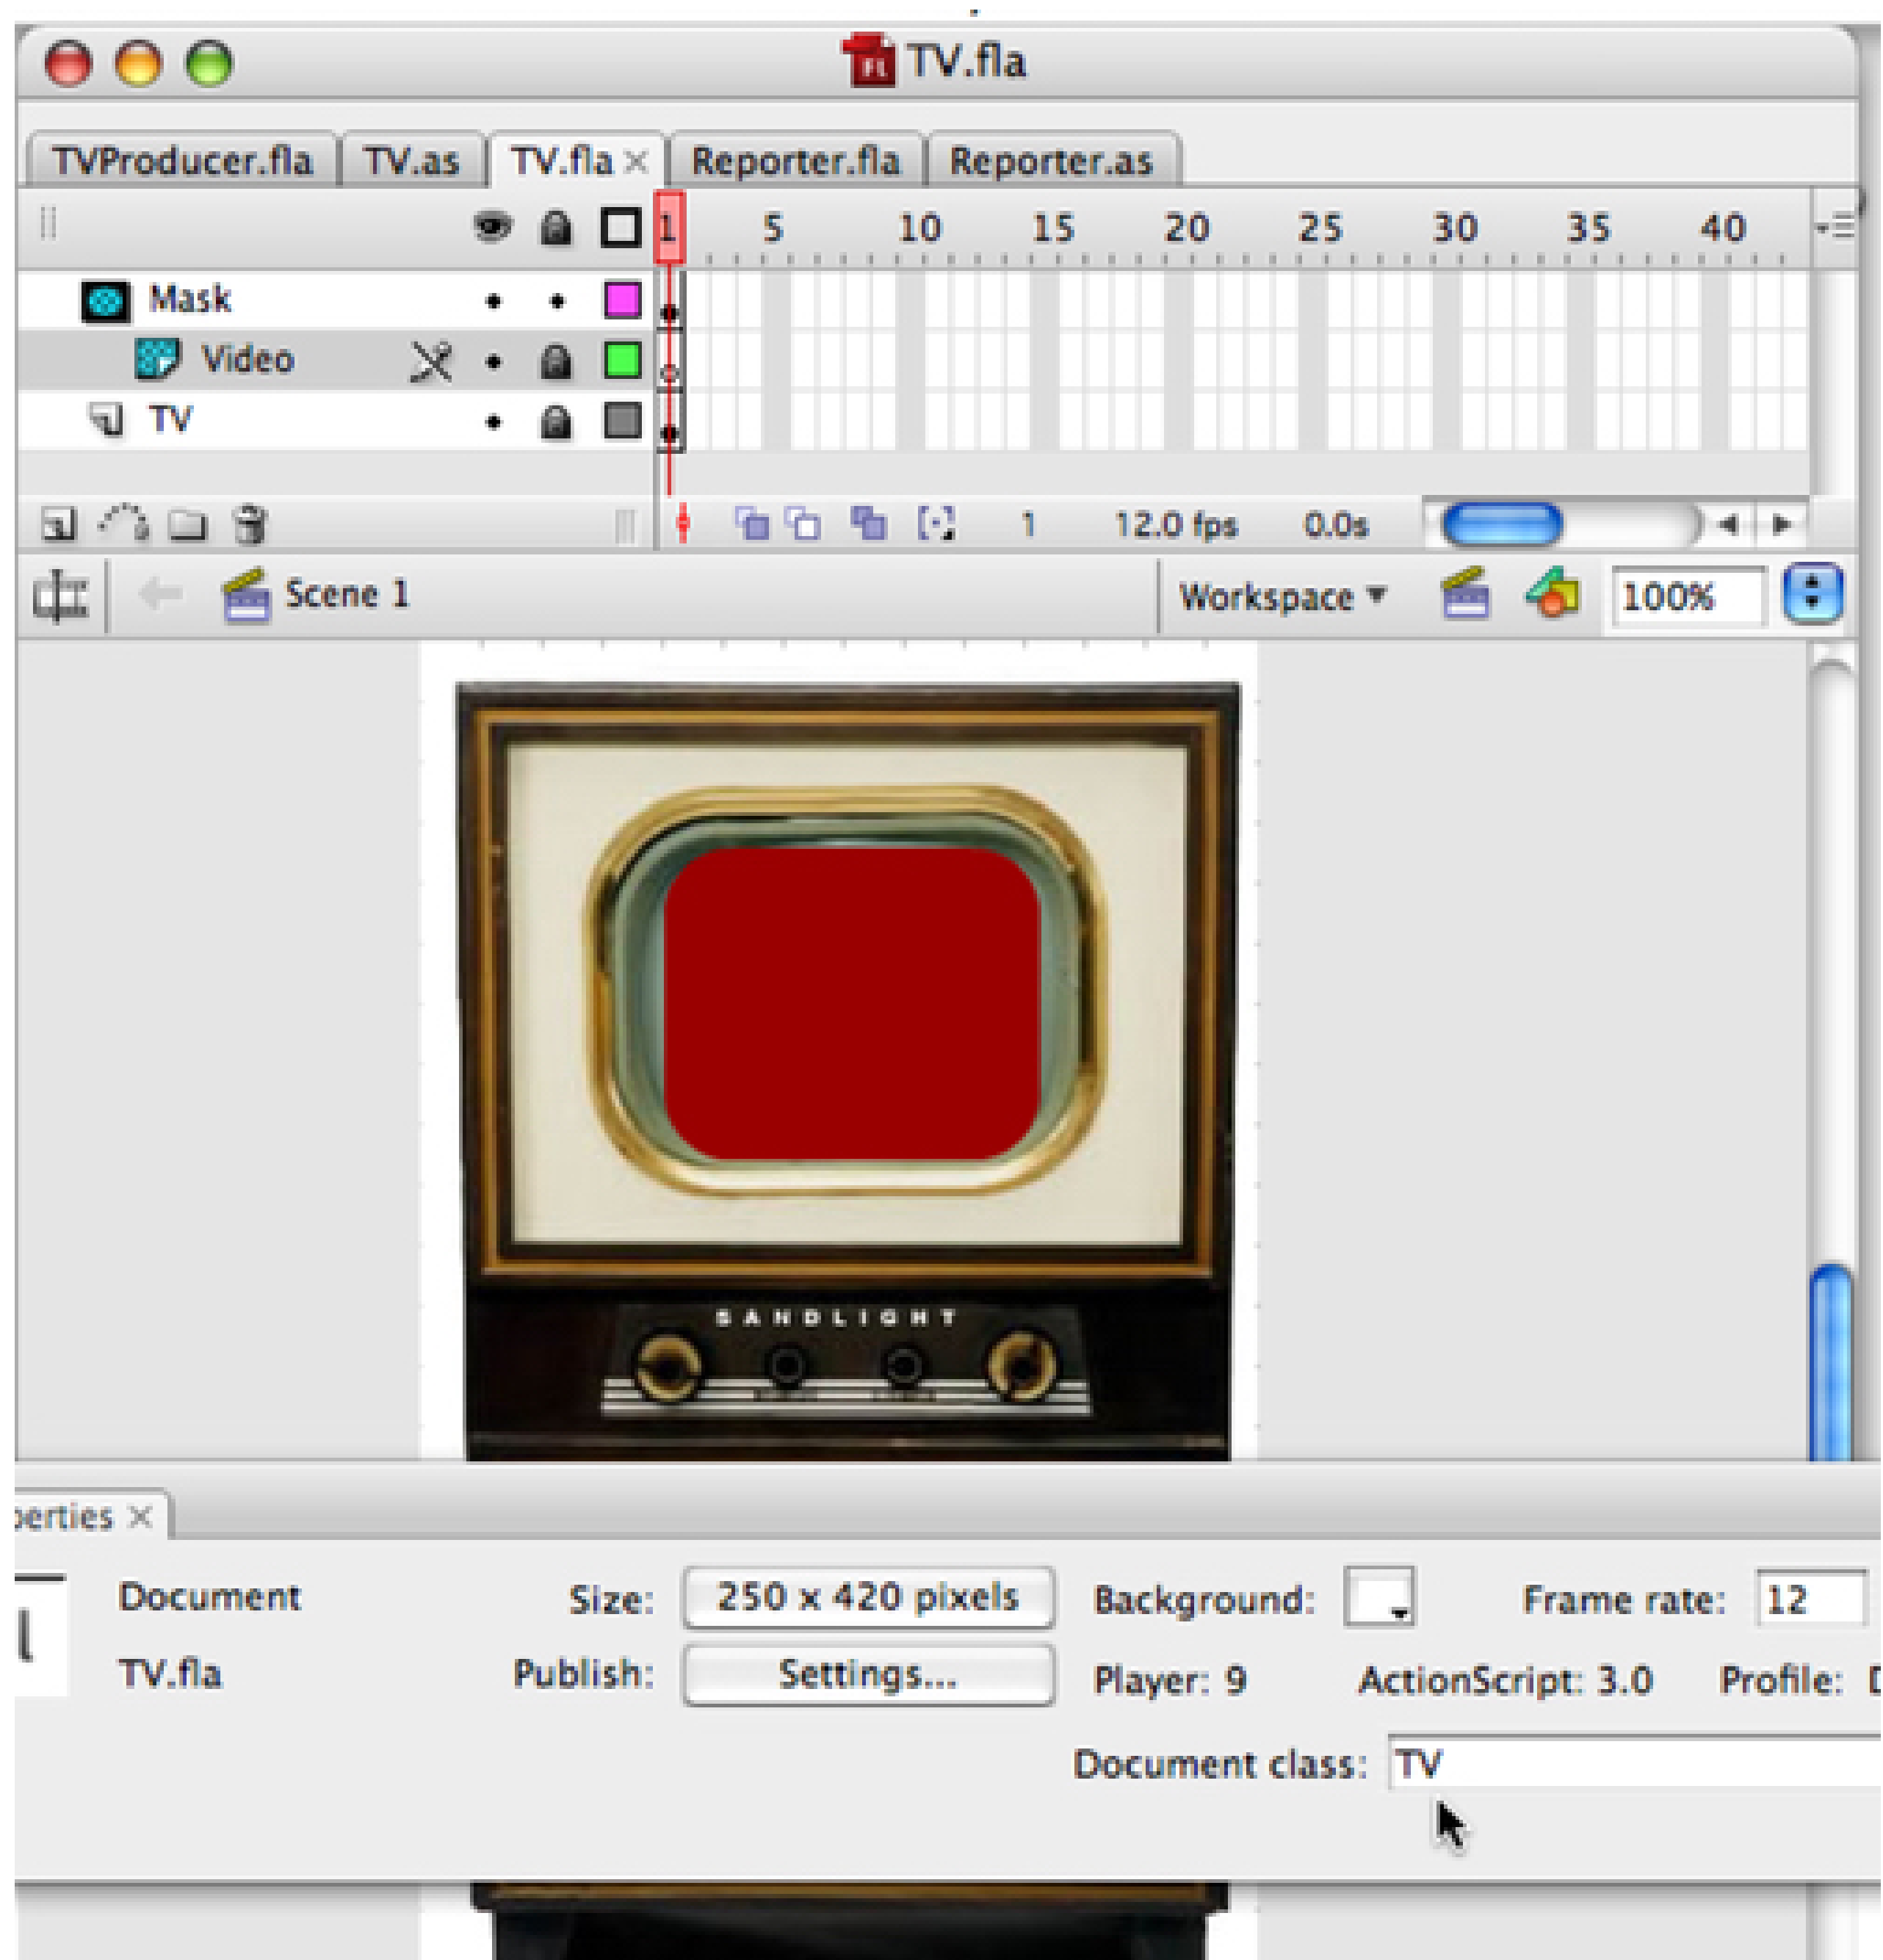 TV.fla
TVProducer.fla TV.as TV.fla × Reporter.fla Reporter.as
1 5 10 15 20 25 30 35 40
Mask
Video
TV
1 12.0 fps 0.0s
Scene 1 Workspace 100%
SANDLIGHT
perties ×
Document Size: 250 x 420 pixels Background: Frame rate: 12
TV.fla Publish: Settings... Player: 9 ActionScript: 3.0 Profile:
Document class: TV